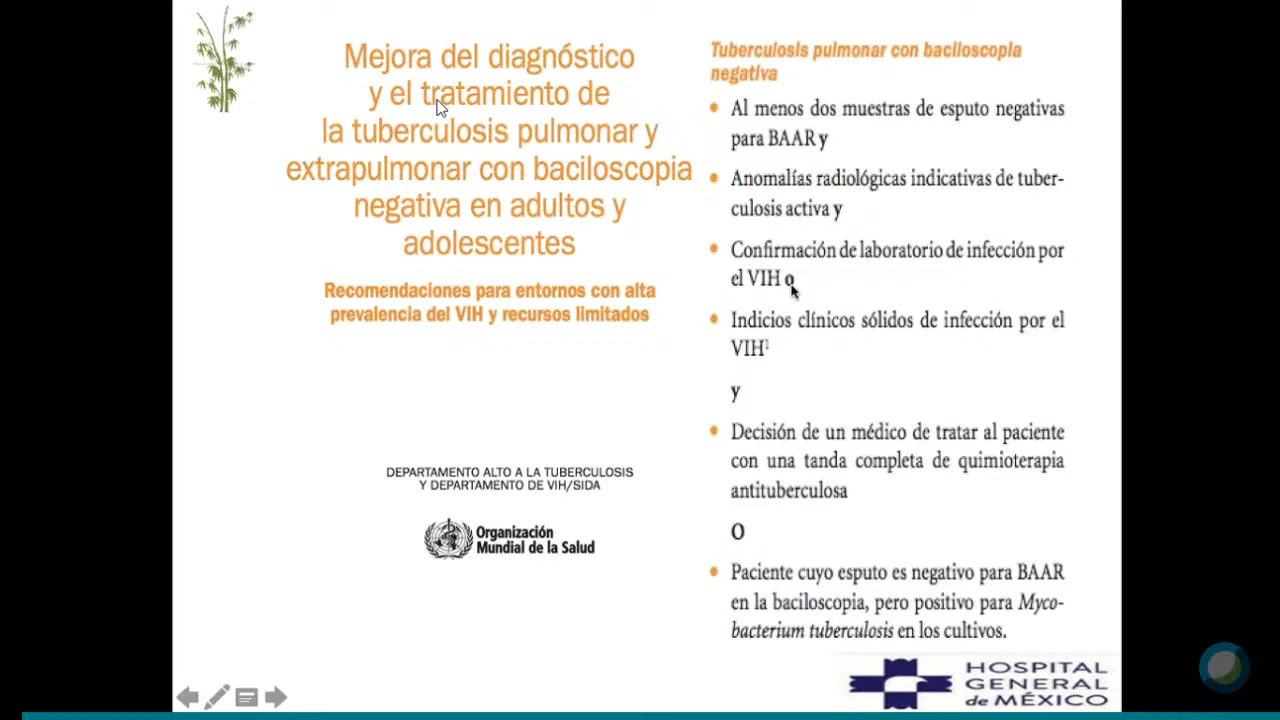 Mejora del diagnóstico
y el tratamiento de
la tuberculosis pulmonar y
extrapulmonar con baciloscopia
negativa en adultos y
adolescentes
Recomendaciones para entornos con alta
prevalencia del VIH y recursos limitados
DEPARTAMENTO ALTO A LA TUBERCULOSIS
Y DEPARTAMENTO DE VIH/SIDA
Organización
Mundial de la Salud
Tuberculosis pulmonar con baciloscopia
negativa
• Al menos dos muestras de esputo negativas
para BAAR y
• Anomalías radiológicas indicativas de tuber-
culosis activa y
• Confirmación de laboratorio de infección por
el VIH o
• Indicios clínicos sólidos de infección por el
VIH¹
y
• Decisión de un médico de tratar al paciente
con una tanda completa de quimioterapia
antituberculosa
O
• Paciente cuyo esputo es negativo para BAAR
en la baciloscopia, pero positivo para Myco-
bacterium tuberculosis en los cultivos.
HOSPITAL
GENERAL
de MÉXICO